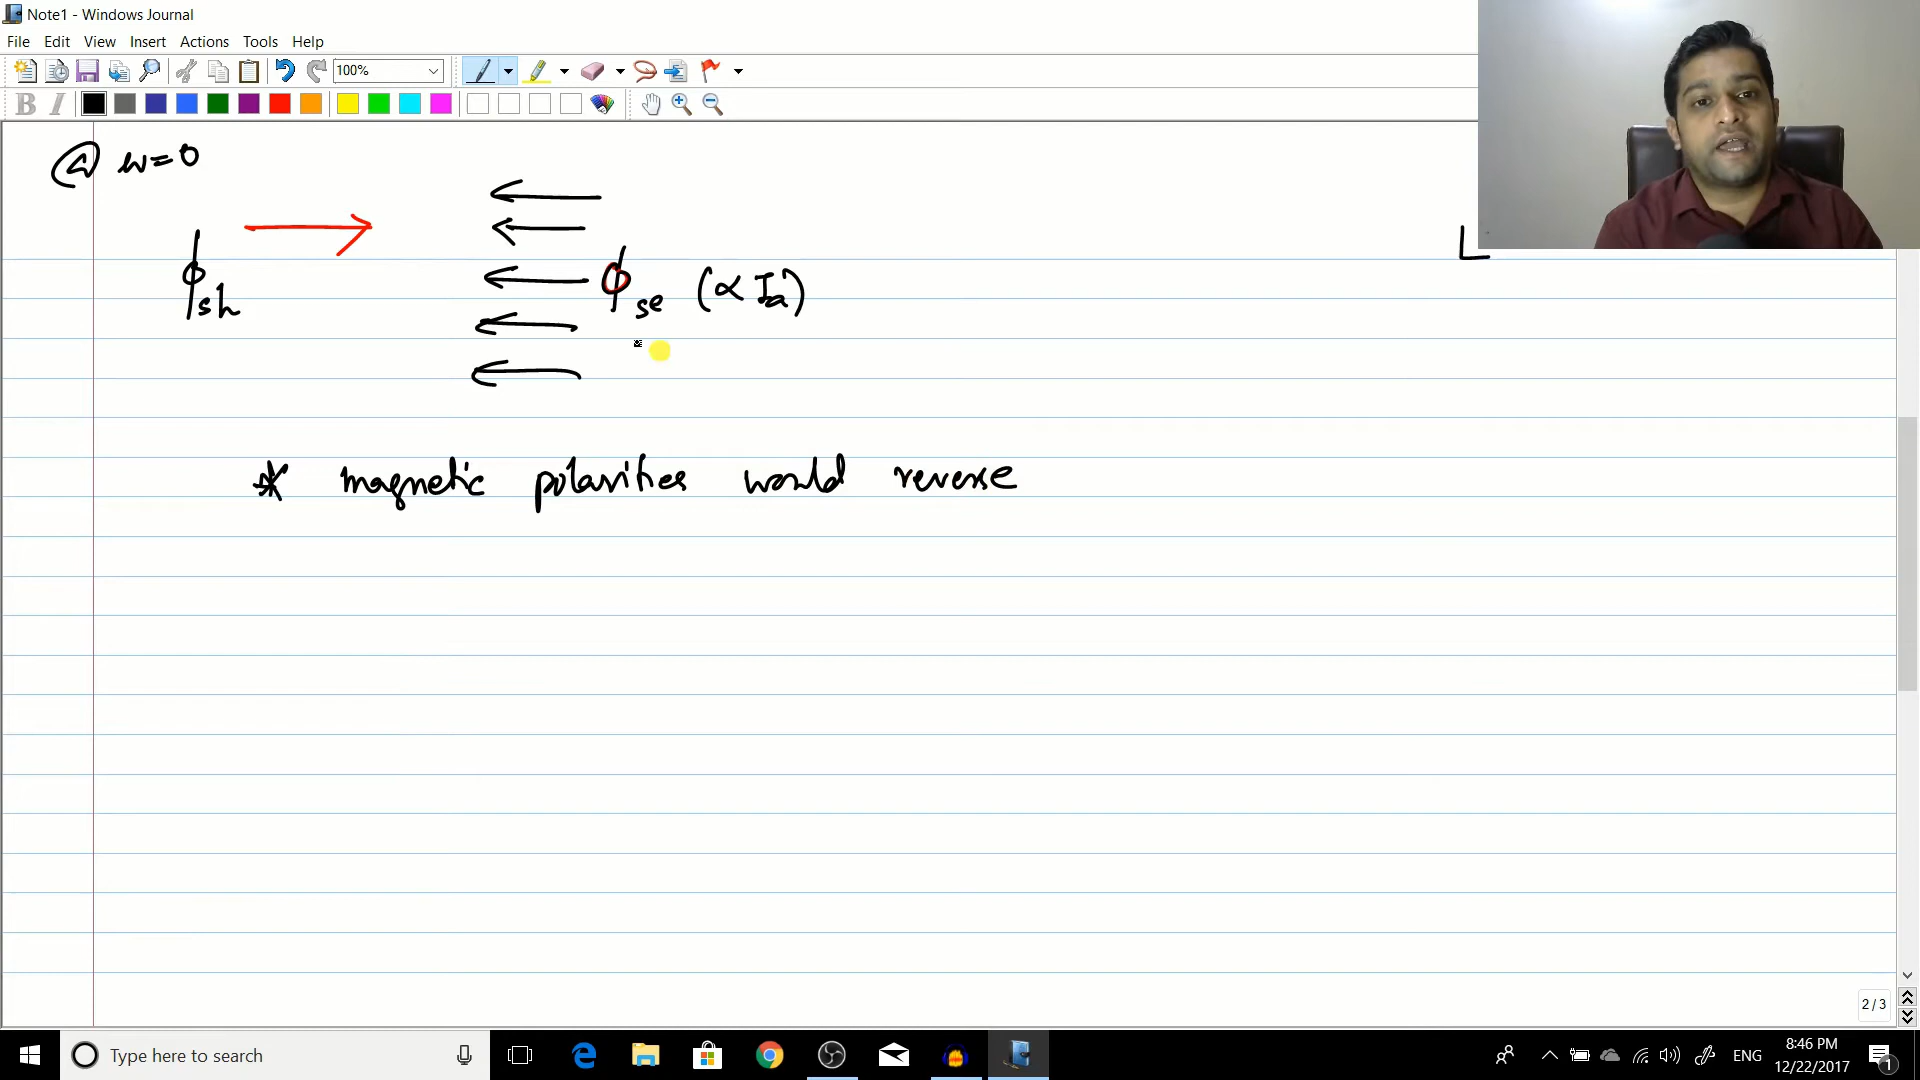 Note1 - Windows Journal
File Edit View Insert Actions Tools Help
100%
B I
@ ω=0
ϕsh
ϕse (∝ Ia)
* magnetic polarities would reverse
2 / 3
Type here to search
ENG
8:46 PM
12/22/2017
1